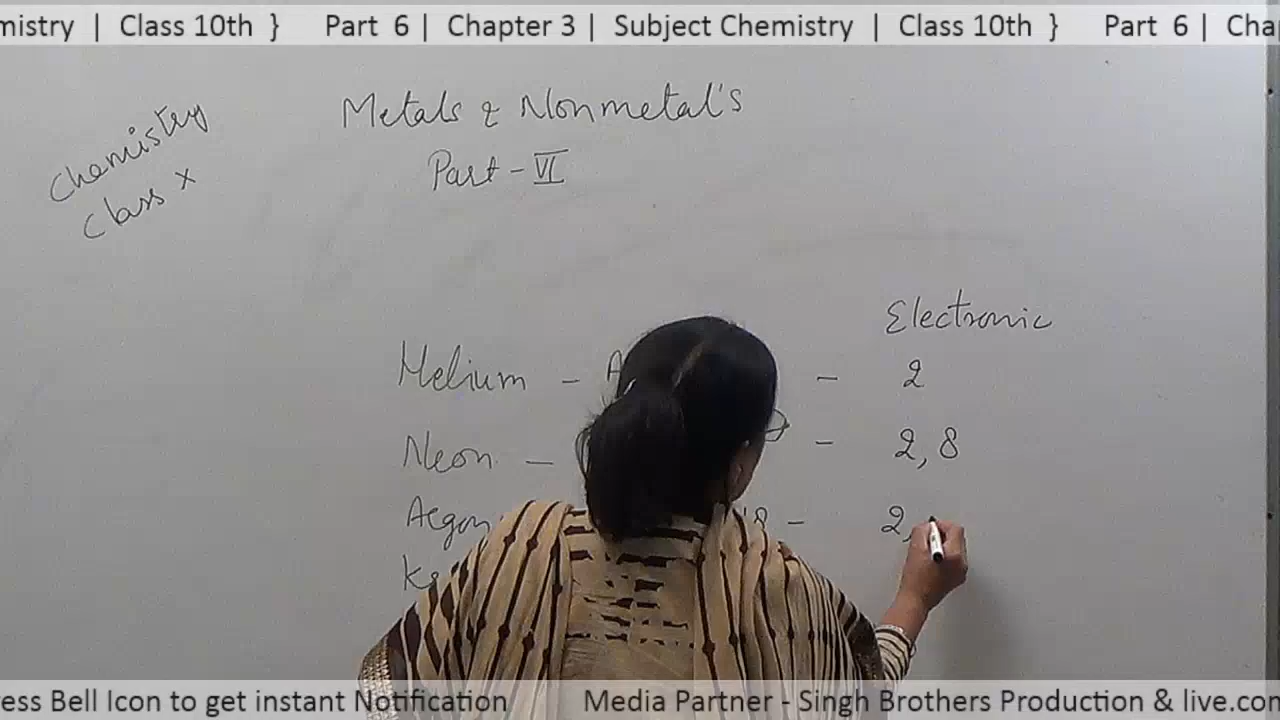 mistry | Class 10th } Part 6 | Chapter 3 | Subject Chemistry | Class 10th } Part 6 | Cha
Chemistry
Class X
Metals & Nonmetal's
Part - VI
Electronic
Helium - A - 2
Neon - - 2, 8
Argon 18 - 2,
K
ess Bell Icon to get instant Notification Media Partner - Singh Brothers Production & live.com